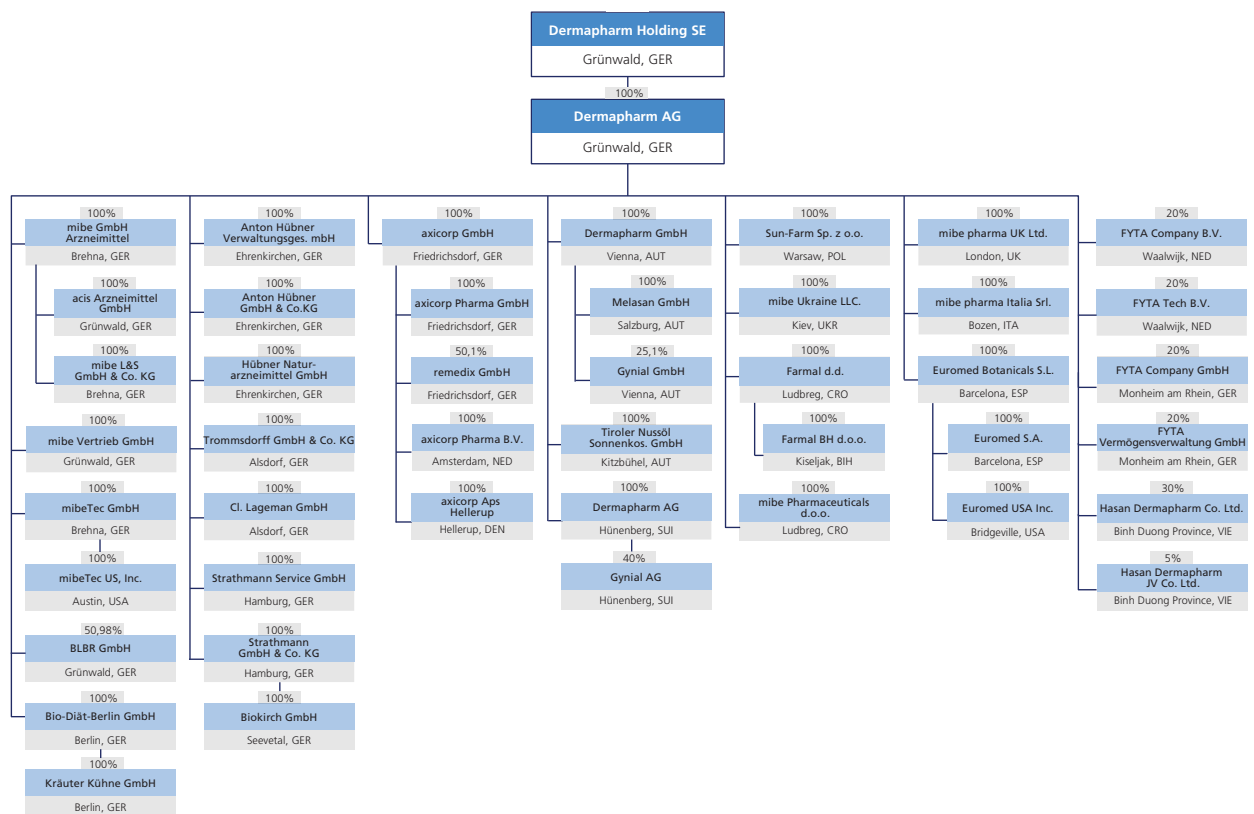 Dermapharm Holding SE
Grünwald, GER
100%
Dermapharm AG
Grünwald, GER
100%
mibe GmbH
Arzneimittel
Brehna, GER
100%
acis Arzneimittel
GmbH
Grünwald, GER
100%
mibe L&S
GmbH & Co. KG
Brehna, GER
100%
mibe Vertrieb GmbH
Grünwald, GER
100%
mibeTec GmbH
Brehna, GER
100%
mibeTec US, Inc.
Austin, USA
50,98%
BLBR GmbH
Grünwald, GER
100%
Bio-Diät-Berlin GmbH
Berlin, GER
100%
Kräuter Kühne GmbH
Berlin, GER
100%
Anton Hübner
Verwaltungsges. mbH
Ehrenkirchen, GER
100%
Anton Hübner
GmbH & Co.KG
Ehrenkirchen, GER
100%
Hübner Natur-
arzneimittel GmbH
Ehrenkirchen, GER
100%
Trommsdorff GmbH & Co. KG
Alsdorf, GER
100%
Cl. Lageman GmbH
Alsdorf, GER
100%
Strathmann Service GmbH
Hamburg, GER
100%
Strathmann
GmbH & Co. KG
Hamburg, GER
100%
Biokirch GmbH
Seevetal, GER
100%
axicorp GmbH
Friedrichsdorf, GER
100%
axicorp Pharma GmbH
Friedrichsdorf, GER
50,1%
remedix GmbH
Friedrichsdorf, GER
100%
axicorp Pharma B.V.
Amsterdam, NED
100%
axicorp Aps
Hellerup
Hellerup, DEN
100%
Dermapharm GmbH
Vienna, AUT
100%
Melasan GmbH
Salzburg, AUT
25,1%
Gynial GmbH
Vienna, AUT
100%
Tiroler Nussöl
Sonnenkos. GmbH
Kitzbühel, AUT
100%
Dermapharm AG
Hünenberg, SUI
40%
Gynial AG
Hünenberg, SUI
100%
Sun-Farm Sp. z o.o.
Warsaw, POL
100%
mibe Ukraine LLC.
Kiev, UKR
100%
Farmal d.d.
Ludbreg, CRO
100%
Farmal BH d.o.o.
Kiseljak, BIH
100%
mibe Pharmaceuticals
d.o.o.
Ludbreg, CRO
100%
mibe pharma UK Ltd.
London, UK
100%
mibe pharma Italia Srl.
Bozen, ITA
100%
Euromed Botanicals S.L.
Barcelona, ESP
100%
Euromed S.A.
Barcelona, ESP
100%
Euromed USA Inc.
Bridgeville, USA
20%
FYTA Company B.V.
Waalwijk, NED
20%
FYTA Tech B.V.
Waalwijk, NED
20%
FYTA Company GmbH
Monheim am Rhein, GER
20%
FYTA
Vermögensverwaltung GmbH
Monheim am Rhein, GER
30%
Hasan Dermapharm Co. Ltd.
Binh Duong Province, VIE
5%
Hasan Dermapharm
JV Co. Ltd.
Binh Duong Province, VIE